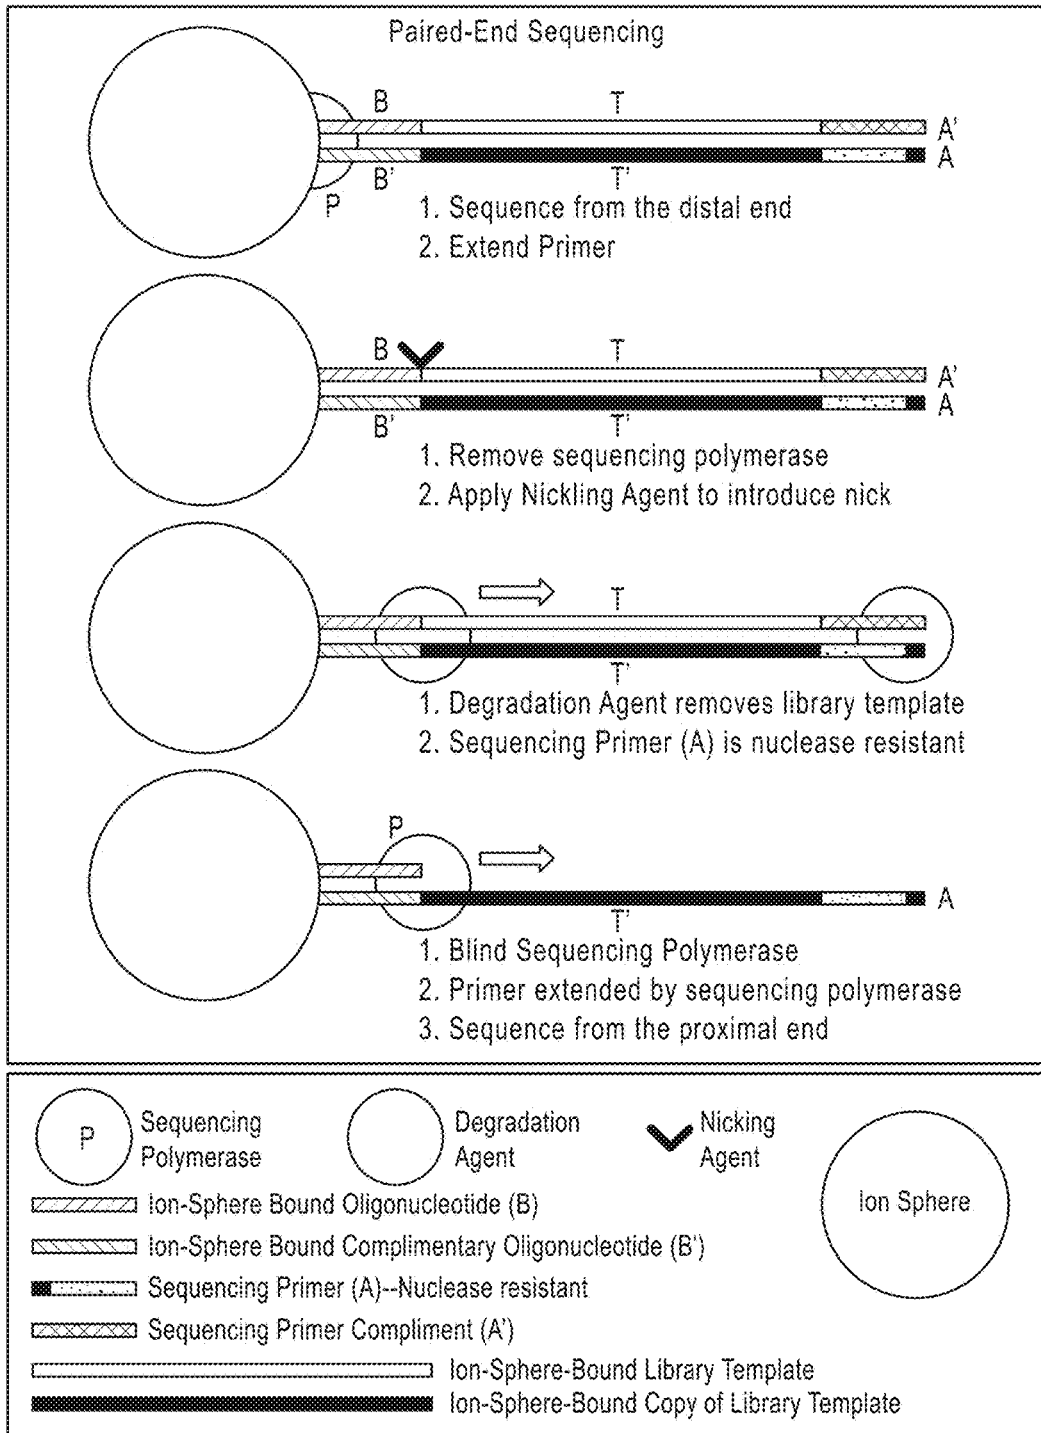 Paired-End Sequencing
B
T
A'
A
B'
T'
P
1. Sequence from the distal end
2. Extend Primer
B
T
A'
A
B'
T'
1. Remove sequencing polymerase
2. Apply Nickling Agent to introduce nick
T
T'
1. Degradation Agent removes library template
2. Sequencing Primer (A) is nuclease resistant
P
A
T'
1. Blind Sequencing Polymerase
2. Primer extended by sequencing polymerase
3. Sequence from the proximal end
P
Sequencing
Polymerase
Degradation
Agent
Nicking
Agent
Ion Sphere
Ion-Sphere Bound Oligonucleotide (B)
Ion-Sphere Bound Complimentary Oligonucleotide (B')
Sequencing Primer (A)--Nuclease resistant
Sequencing Primer Compliment (A')
Ion-Sphere-Bound Library Template
Ion-Sphere-Bound Copy of Library Template